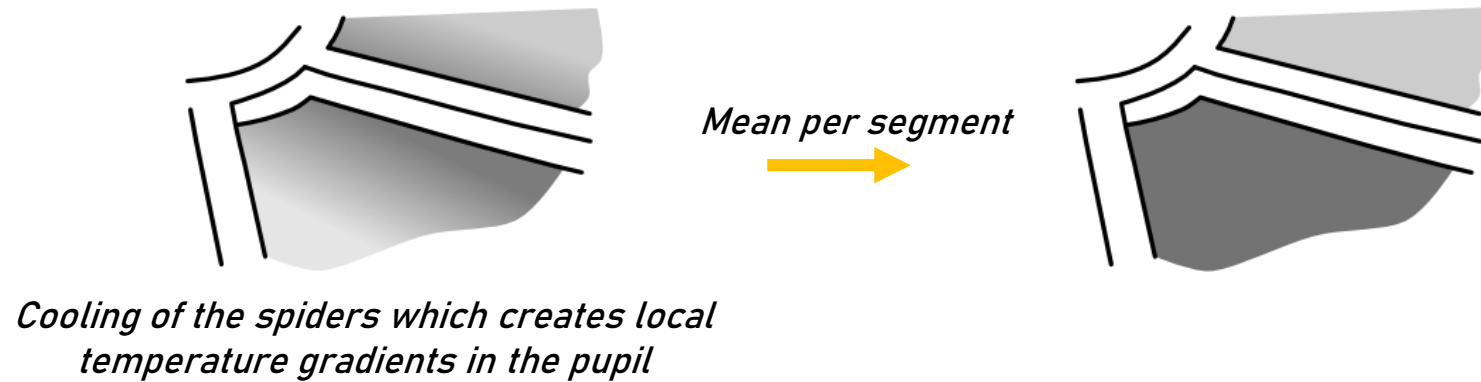 Mean per segment
Cooling of the spiders which creates local
temperature gradients in the pupil